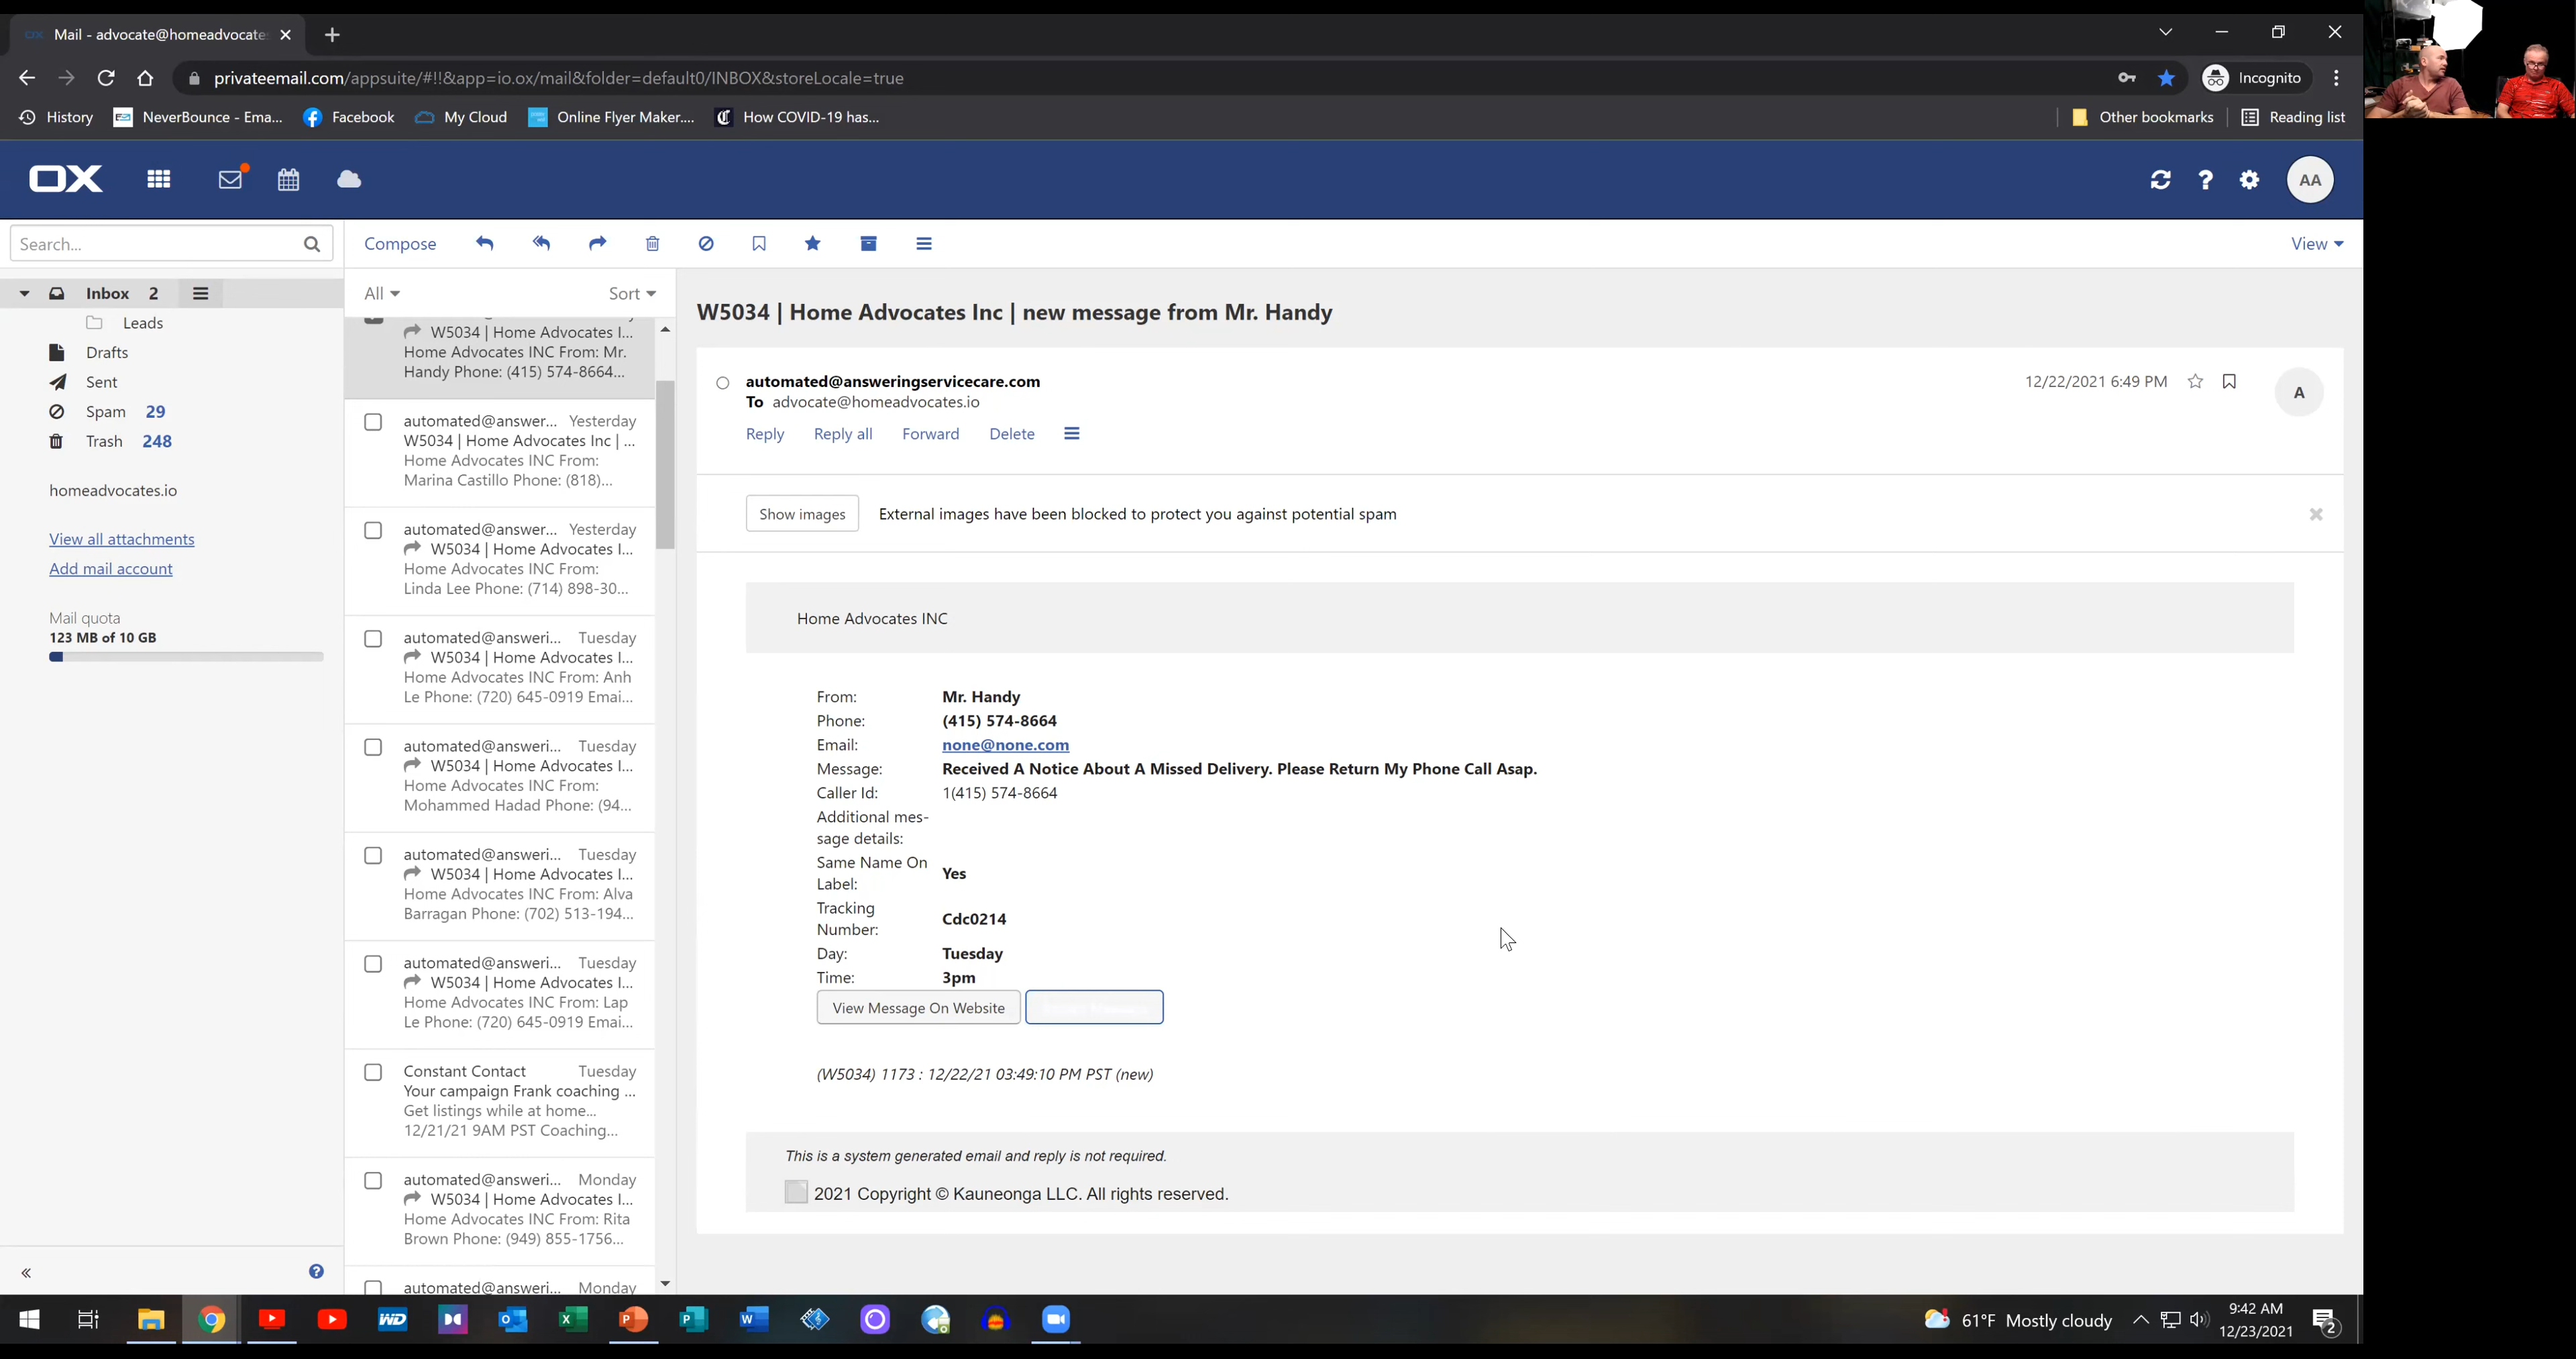 OX Mail - advocate@homeadvocate
privateemail.com/appsuite/#!!&app=io.ox/mail&folder=default0/INBOX&storeLocale=true
Incognito
History
NeverBounce - Ema...
Facebook
My Cloud
Online Flyer Maker....
How COVID-19 has...
Other bookmarks
Reading list
OX
AA
Search...
Compose
View
Inbox 2
Leads
Drafts
Sent
Spam 29
Trash 248
homeadvocates.io
View all attachments
Add mail account
Mail quota
123 MB of 10 GB
All
Sort
W5034 | Home Advocates I...
Home Advocates INC From: Mr.
Handy Phone: (415) 574-8664...
automated@answer... Yesterday
W5034 | Home Advocates Inc | ...
Home Advocates INC From:
Marina Castillo Phone: (818)...
automated@answer... Yesterday
W5034 | Home Advocates I...
Home Advocates INC From:
Linda Lee Phone: (714) 898-30...
automated@answeri... Tuesday
W5034 | Home Advocates I...
Home Advocates INC From: Anh
Le Phone: (720) 645-0919 Emai...
automated@answeri... Tuesday
W5034 | Home Advocates I...
Home Advocates INC From:
Mohammed Hadad Phone: (94...
automated@answeri... Tuesday
W5034 | Home Advocates I...
Home Advocates INC From: Alva
Barragan Phone: (702) 513-194...
automated@answeri... Tuesday
W5034 | Home Advocates I...
Home Advocates INC From: Lap
Le Phone: (720) 645-0919 Emai...
Constant Contact Tuesday
Your campaign Frank coaching ...
Get listings while at home...
12/21/21 9AM PST Coaching...
automated@answeri... Monday
W5034 | Home Advocates I...
Home Advocates INC From: Rita
Brown Phone: (949) 855-1756...
automated@answeri... Monday
W5034 | Home Advocates Inc | new message from Mr. Handy
automated@answeringservicecare.com
12/22/2021 6:49 PM
A
To advocate@homeadvocates.io
Reply Reply all Forward Delete
Show images External images have been blocked to protect you against potential spam
Home Advocates INC
From: Mr. Handy
Phone: (415) 574-8664
Email: none@none.com
Message: Received A Notice About A Missed Delivery. Please Return My Phone Call Asap.
Caller Id: 1(415) 574-8664
Additional mes-
sage details:
Same Name On
Label: Yes
Tracking
Number: Cdc0214
Day: Tuesday
Time: 3pm
View Message On Website
(W5034) 1173 : 12/22/21 03:49:10 PM PST (new)
This is a system generated email and reply is not required.
2021 Copyright © Kauneonga LLC. All rights reserved.
WD
61°F Mostly cloudy
9:42 AM
12/23/2021
2